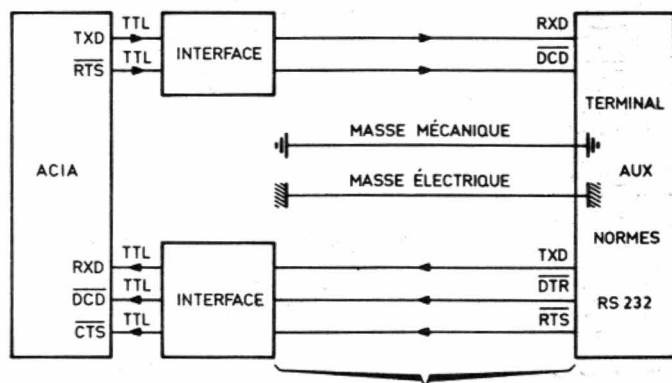 TTL
RXD
TXD
INTERFACE
RTS
TTL
DCD
TERMINAL
MASSE MÉCANIQUE
ACIA
AUX
MASSE ÉLECTRIQUE
NORMES
TTL
TXD
RXD
TTL
DTR
DCD
INTERFACE
RS 232
TTL
RTS
CTS